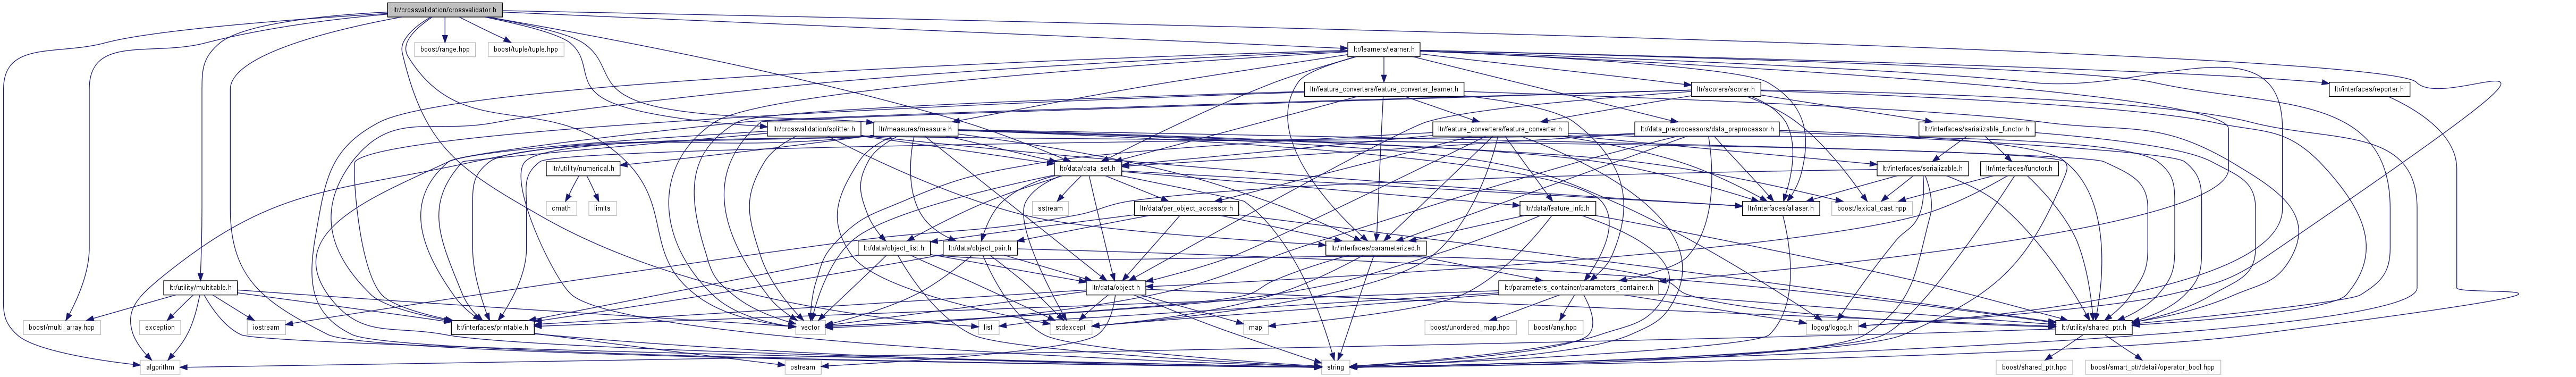 ltr/crossvalidation/crossvalidator.h
boost/range.hpp
boost/tuple/tuple.hpp
ltr/learners/learner.h
ltr/feature_converters/feature_converter_learner.h
ltr/scorers/scorer.h
ltr/interfaces/reporter.h
ltr/crossvalidation/splitter.h
ltr/measures/measure.h
ltr/feature_converters/feature_converter.h
ltr/data_preprocessors/data_preprocessor.h
ltr/interfaces/serializable_functor.h
ltr/utility/numerical.h
ltr/data/data_set.h
ltr/interfaces/serializable.h
ltr/interfaces/functor.h
cmath
limits
sstream
ltr/data/per_object_accessor.h
ltr/data/feature_info.h
ltr/interfaces/aliaser.h
boost/lexical_cast.hpp
ltr/data/object_list.h
ltr/data/object_pair.h
ltr/interfaces/parameterized.h
ltr/utility/multitable.h
ltr/data/object.h
ltr/parameters_container/parameters_container.h
boost/multi_array.hpp
exception
iostream
ltr/interfaces/printable.h
vector
list
stdexcept
map
boost/unordered_map.hpp
boost/any.hpp
logog/logog.h
ltr/utility/shared_ptr.h
algorithm
ostream
string
boost/shared_ptr.hpp
boost/smart_ptr/detail/operator_bool.hpp